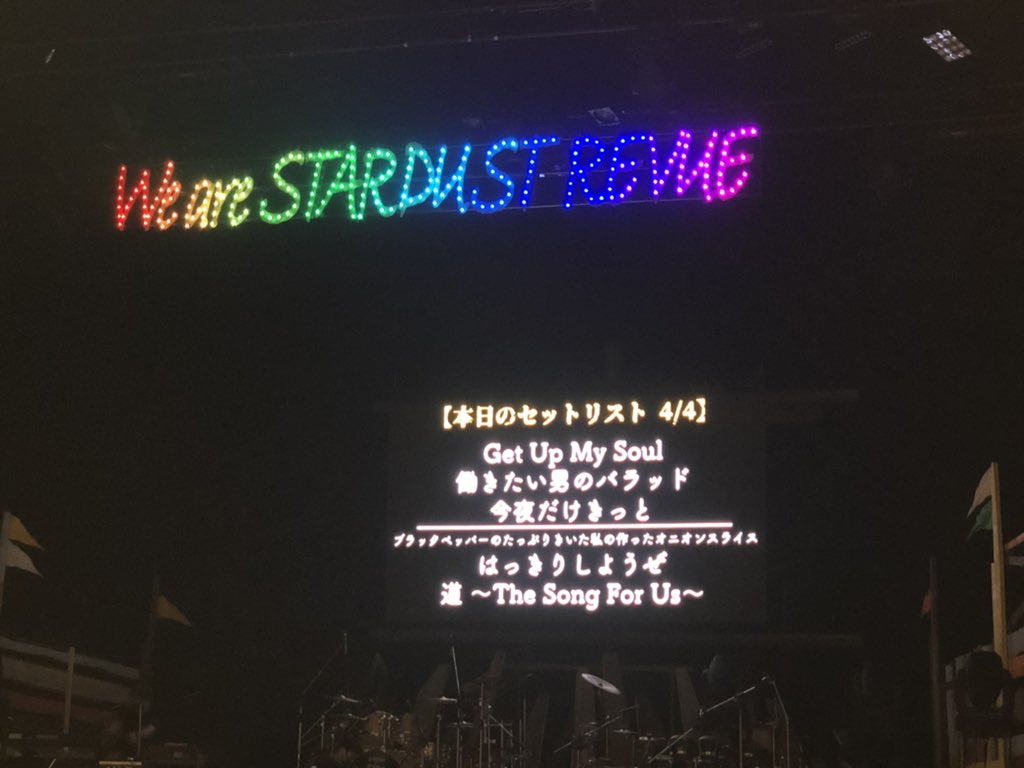 We are STARDUST REVUE
【本日のセットリスト 4/4】
Get Up My Soul
働きたい男のバラッド
今夜だけきっと
ブラックペッパーのたっぷりきいた私の作ったオニオンスライス
はっきりしようぜ
道 ～The Song For Us～